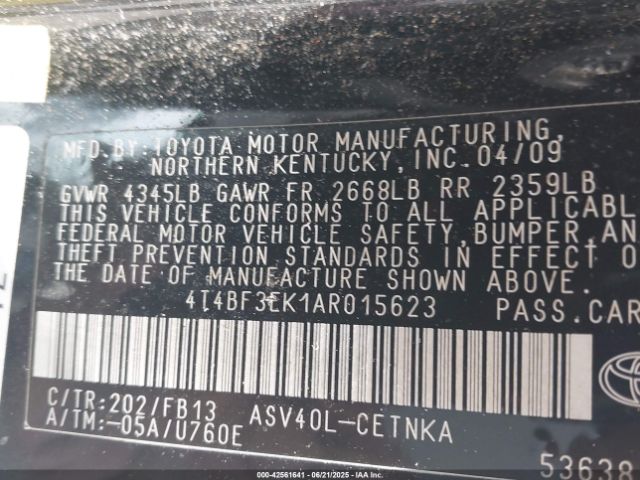 MFD. BY: TOYOTA MOTOR MANUFACTURING,
NORTHERN KENTUCKY, INC. 04/09
GVWR 4345LB GAWR FR 2668LB RR 2359LB
THIS VEHICLE CONFORMS TO ALL APPLICABL
FEDERAL MOTOR VEHICLE SAFETY, BUMPER, AN
THEFT PREVENTION STANDARDS IN EFFECT O
THE DATE OF MANUFACTURE SHOWN ABOVE.
4T4BF3EK1AR015623 PASS. CAR
C/TR: 202/FB13 ASV40L-CETNKA
A/TM: -05A/U760E
53638
000-42561641 - 06/21/2025 - IAA Inc.